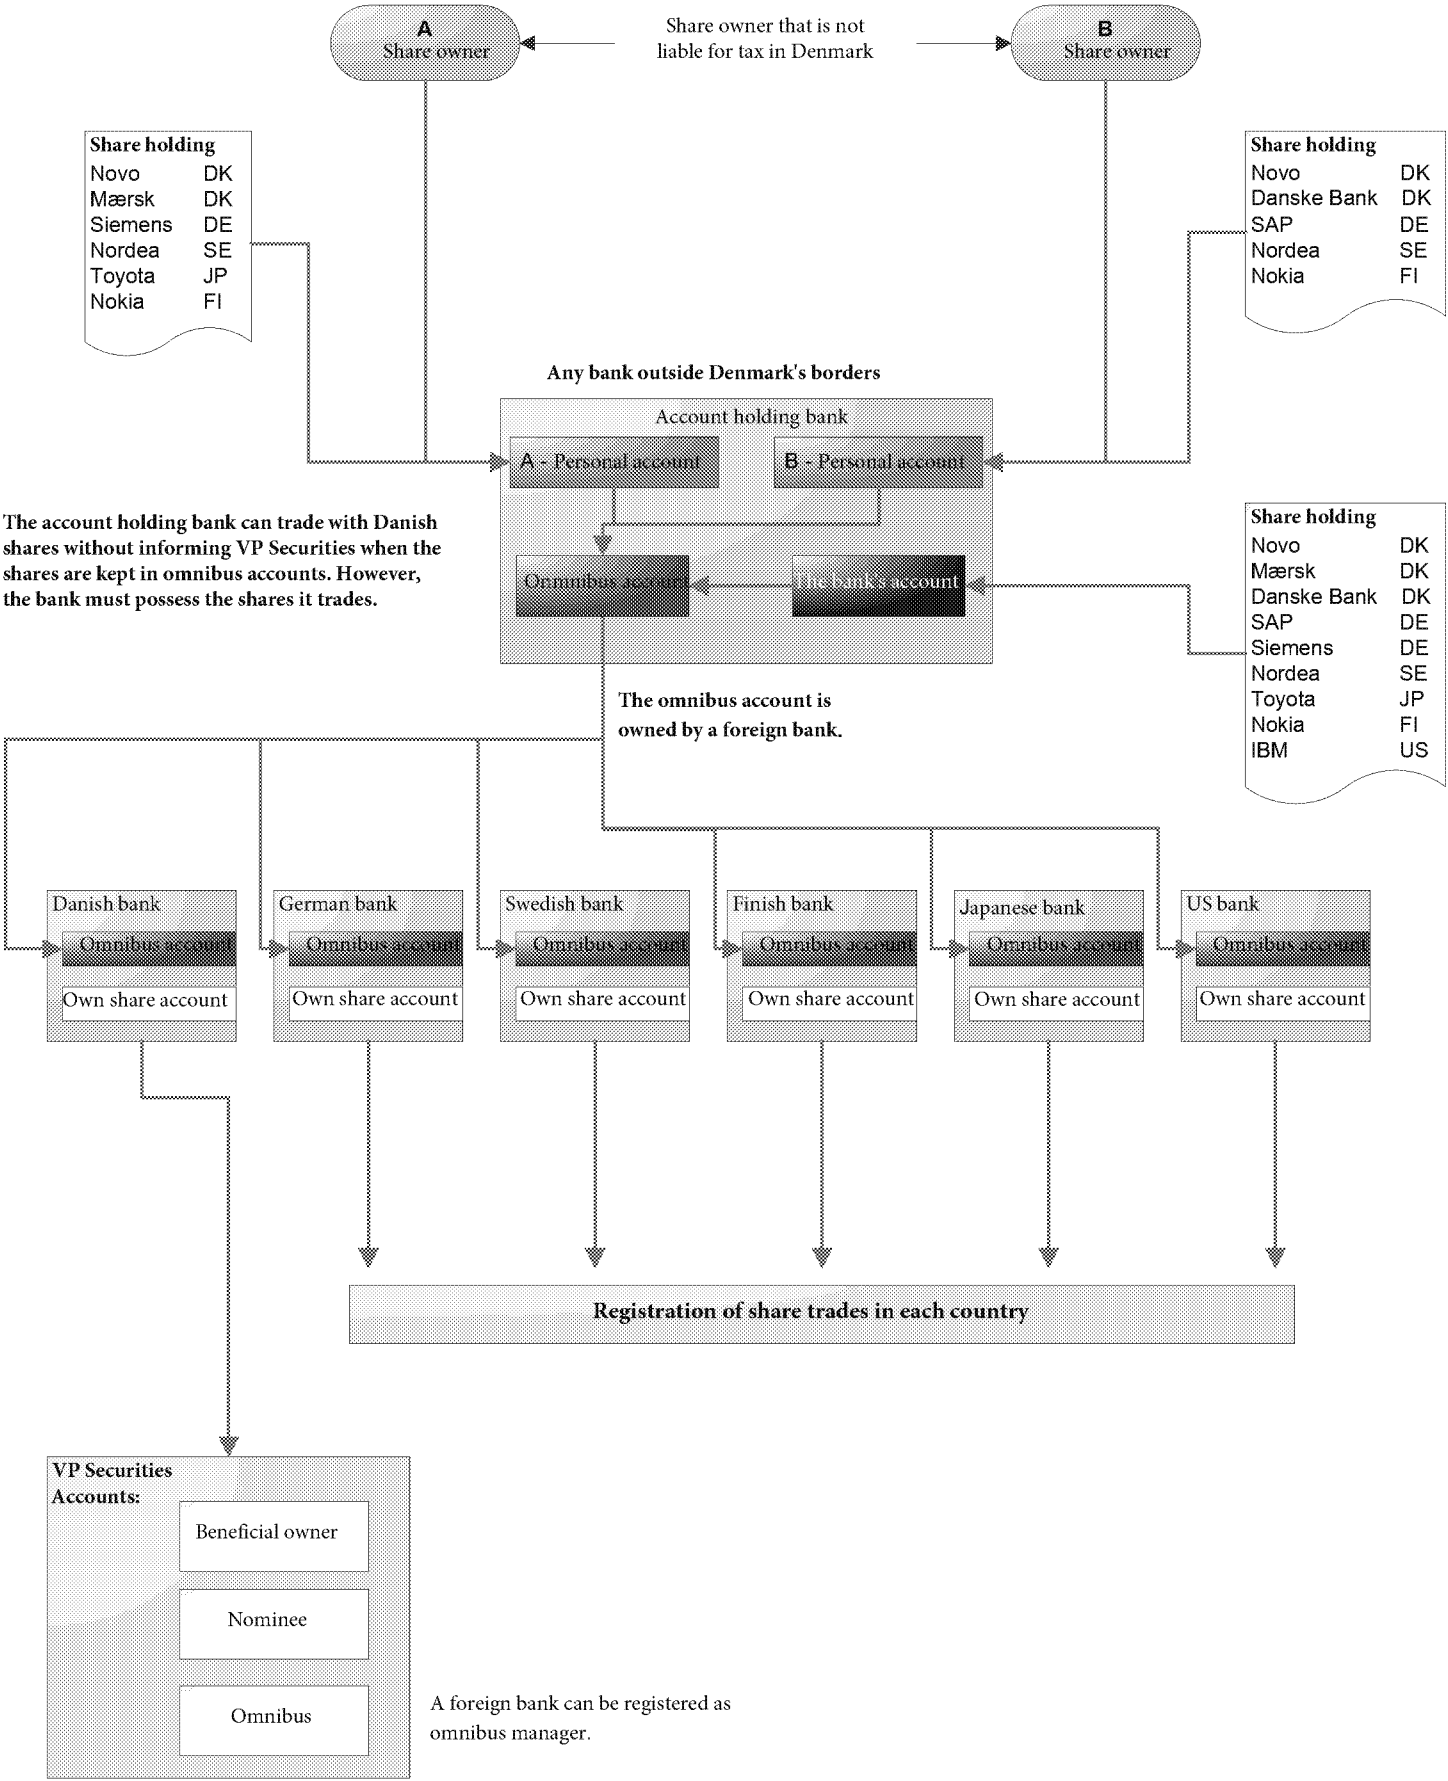 A
Share owner
Share owner that is not
liable for tax in Denmark
B
Share owner
Share holding
Novo DK
Mærsk DK
Siemens DE
Nordea SE
Toyota JP
Nokia FI
Share holding
Novo DK
Danske Bank DK
SAP DE
Nordea SE
Nokia FI
Any bank outside Denmark's borders
Account holding bank
A - Personal account
B - Personal account
The account holding bank can trade with Danish
shares without informing VP Securities when the
shares are kept in omnibus accounts. However,
the bank must possess the shares it trades.
Onmnibus account
The bank's account
Share holding
Novo DK
Mærsk DK
Danske Bank DK
SAP DE
Siemens DE
Nordea SE
Toyota JP
Nokia FI
IBM US
The omnibus account is
owned by a foreign bank.
Danish bank
Omnibus account
Own share account
German bank
Omnibus account
Own share account
Swedish bank
Omnibus account
Own share account
Finish bank
Omnibus account
Own share account
Japanese bank
Omnibus account
Own share account
US bank
Omnibus account
Own share account
Registration of share trades in each country
VP Securities
Accounts:
Beneficial owner
Nominee
Omnibus
A foreign bank can be registered as
omnibus manager.